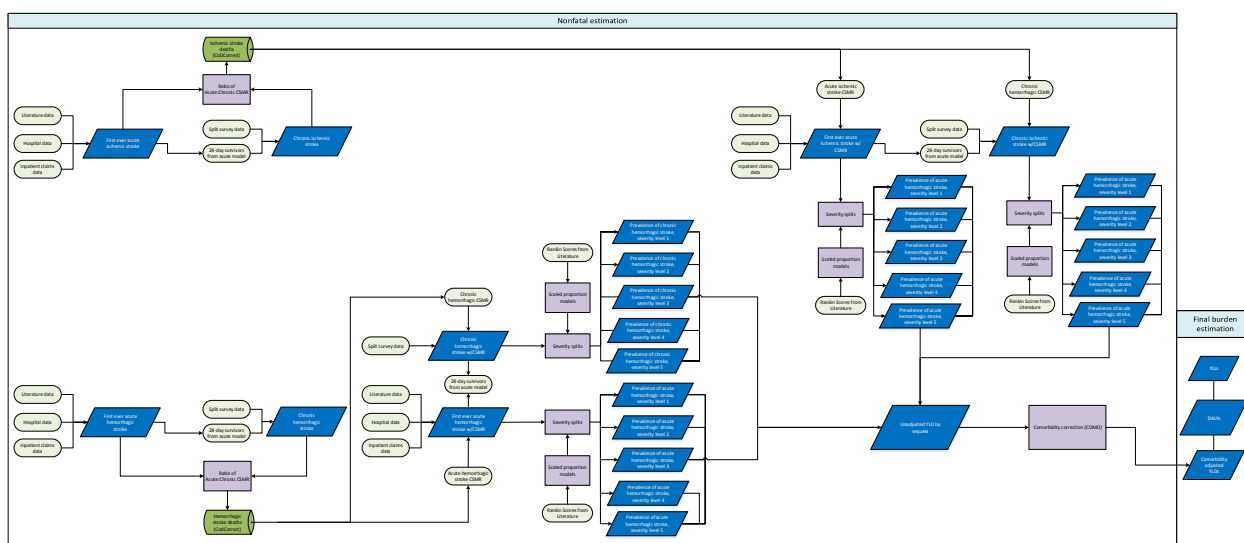 Nonfatal estimation
Ischemic stroke
deaths
(CoDCorrect)
Ratio of
Acute:Chronic CSMR
Literature data
Hospital data
Inpatient claims
data
First ever acute
ischemic stroke
Split survey data
28-day survivors
from acute model
Chronic ischemic
stroke
Acute ischemic
stroke CSMR
Chronic
hemorrhagic CSMR
Literature data
Hospital data
Inpatient claims
data
First ever acute
ischemic stroke w/
CSMR
Split survey data
28-day survivors
from acute model
Chronic ischemic
stroke w/CSMR
Severity splits
Scaled proportion
models
Rankin Scores from
Literature
Prevalence of acute
hemorrhagic stroke,
severity level 1
Prevalence of acute
hemorrhagic stroke,
severity level 2
Prevalence of acute
hemorrhagic stroke,
severity level 3
Prevalence of acute
hemorrhagic stroke,
severity level 4
Prevalence of acute
hemorrhagic stroke,
severity level 5
Severity splits
Scaled proportion
models
Rankin Scores from
Literature
Prevalence of acute
hemorrhagic stroke,
severity level 1
Prevalence of acute
hemorrhagic stroke,
severity level 2
Prevalence of acute
hemorrhagic stroke,
severity level 3
Prevalence of acute
hemorrhagic stroke,
severity level 4
Prevalence of acute
hemorrhagic stroke,
severity level 5
Rankin Scores from
Literature
Scaled proportion
models
Severity splits
Prevalence of chronic
hemorrhagic stroke,
severity level 1
Prevalence of chronic
hemorrhagic stroke,
severity level 2
Prevalence of chronic
hemorrhagic stroke,
severity level 3
Prevalence of chronic
hemorrhagic stroke,
severity level 4
Prevalence of chronic
hemorrhagic stroke,
severity level 5
Chronic
hemorrhagic CSMR
Split survey data
Chronic
hemorrhagic
stroke w/CSMR
28-day survivors
from acute model
Literature data
Hospital data
Inpatient claims
data
First ever acute
hemorrhagic
stroke w/CSMR
Acute hemorrhagic
stroke CSMR
Severity splits
Scaled proportion
models
Rankin Scores from
Literature
Prevalence of acute
hemorrhagic stroke,
severity level 1
Prevalence of acute
hemorrhagic stroke,
severity level 2
Prevalence of acute
hemorrhagic stroke,
severity level 3
Prevalence of acute
hemorrhagic stroke,
severity level 4
Prevalence of acute
hemorrhagic stroke,
severity level 5
Literature data
Hospital data
Inpatient claims
data
First ever acute
hemorrhagic
stroke
Split survey data
28-day survivors
from acute model
Chronic
hemorrhagic
stroke
Ratio of
Acute:Chronic CSMR
Hemorrhagic
stroke deaths
(CodCorrect)
Unadjusted YLD by
sequela
Comorbidity correction (COMO)
Final burden
estimation
YLLs
DALYs
Comorbidity
adjusted
YLDs